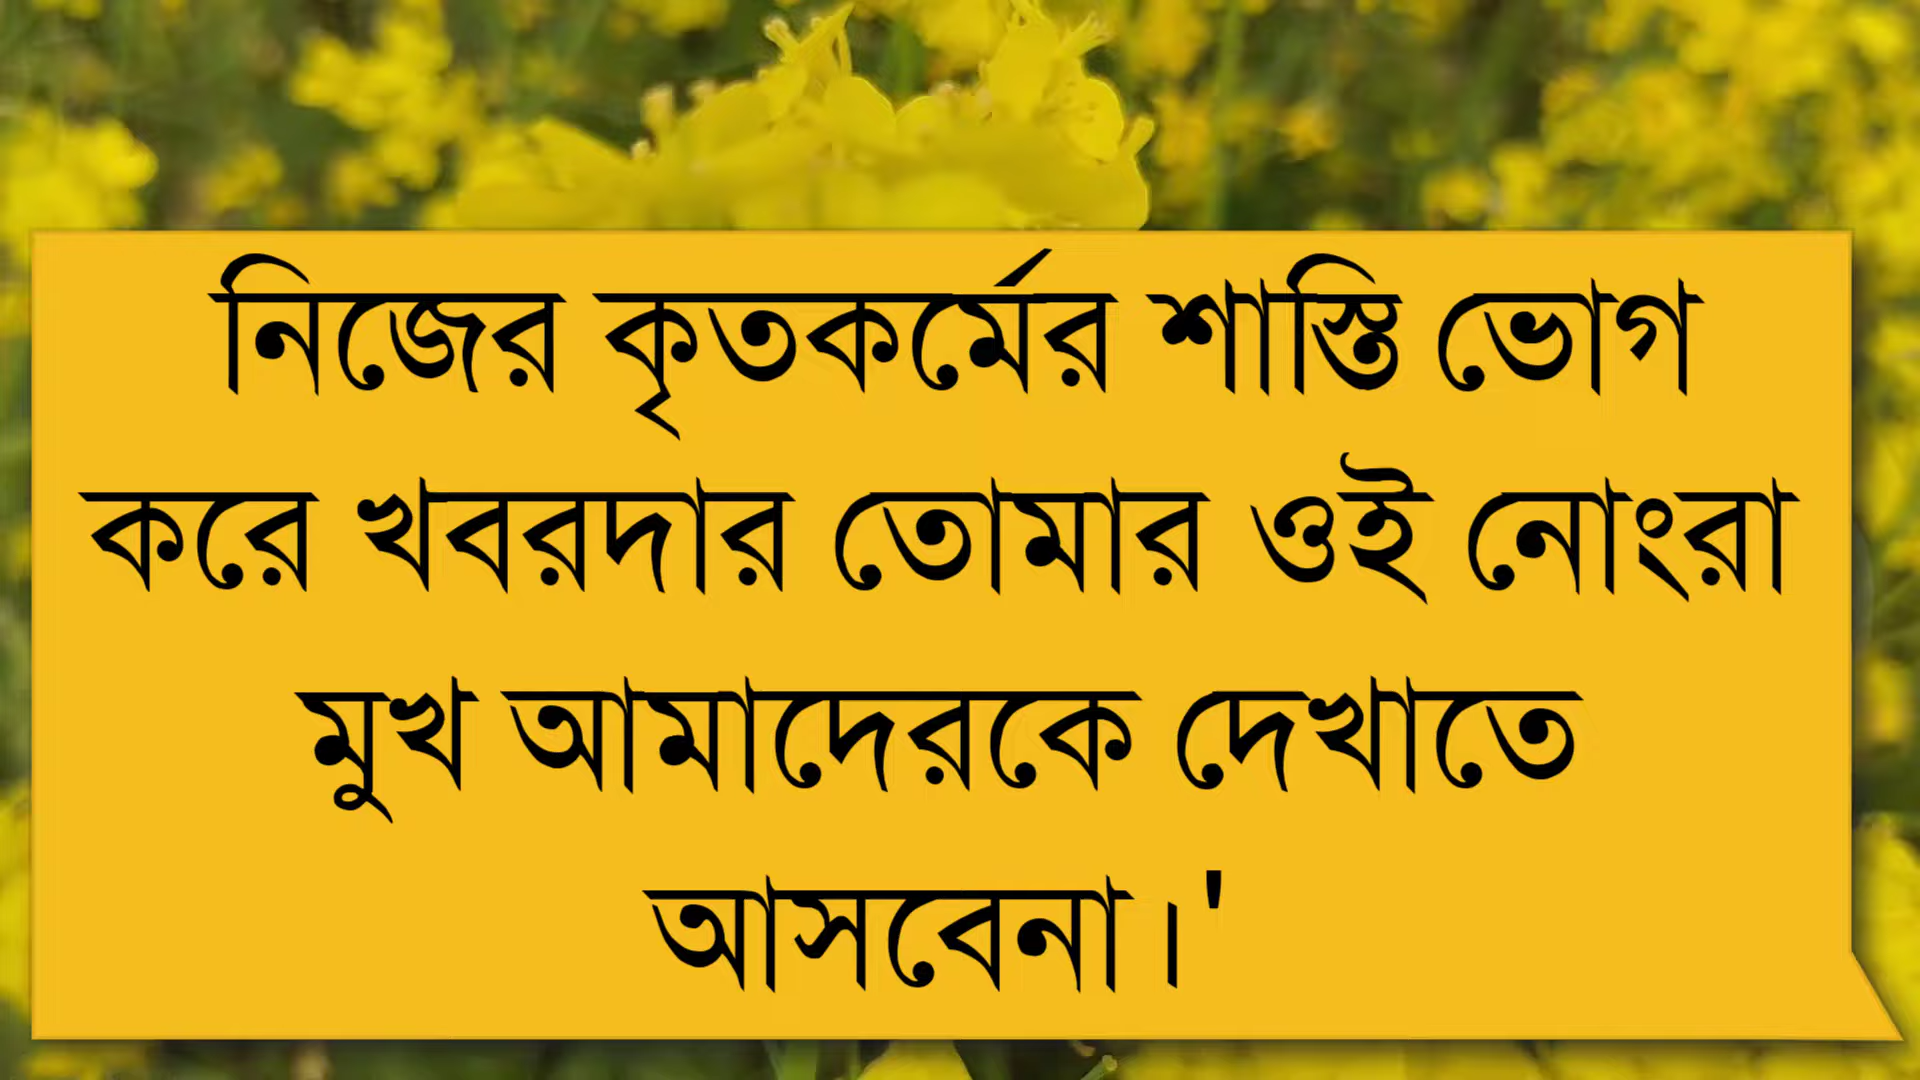 নিজের কৃতকর্মের শাস্তি ভোগ
করে খবরদার তোমার ওই নোংরা
মুখ আমাদেরকে দেখাতে
আসবেনা।'